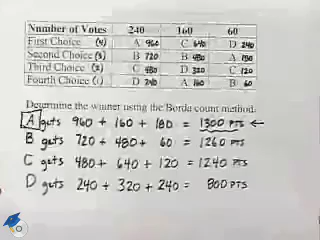 Number of Votes 240 160 60
First Choice (4) A 960 C 640 D 240
Second Choice (3) B 720 B 480 A 180
Third Choice (2) C 480 D 320 C 120
Fourth Choice (1) D 240 A 160 B 60
Determine the winner using the Borda count method.
A gets 960 + 160 + 180 = 1300 PTS ←
B gets 720 + 480 + 60 = 1260 PTS
C gets 480 + 640 + 120 = 1240 PTS
D gets 240 + 320 + 240 = 800 PTS